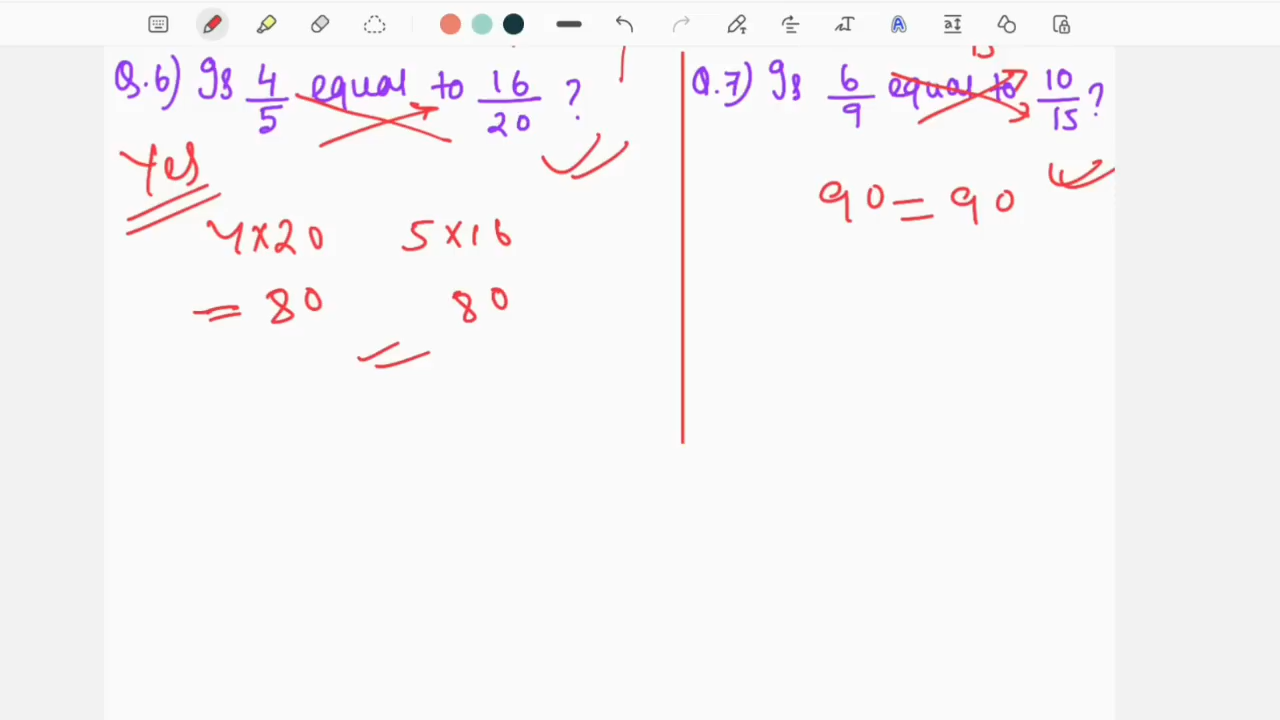 Q.6) Is 4/5 equal to 16/20 ?
Yes
4×20 5×16
= 80 80
Q.7) Is 6/9 equal to 10/15 ?
90 = 90